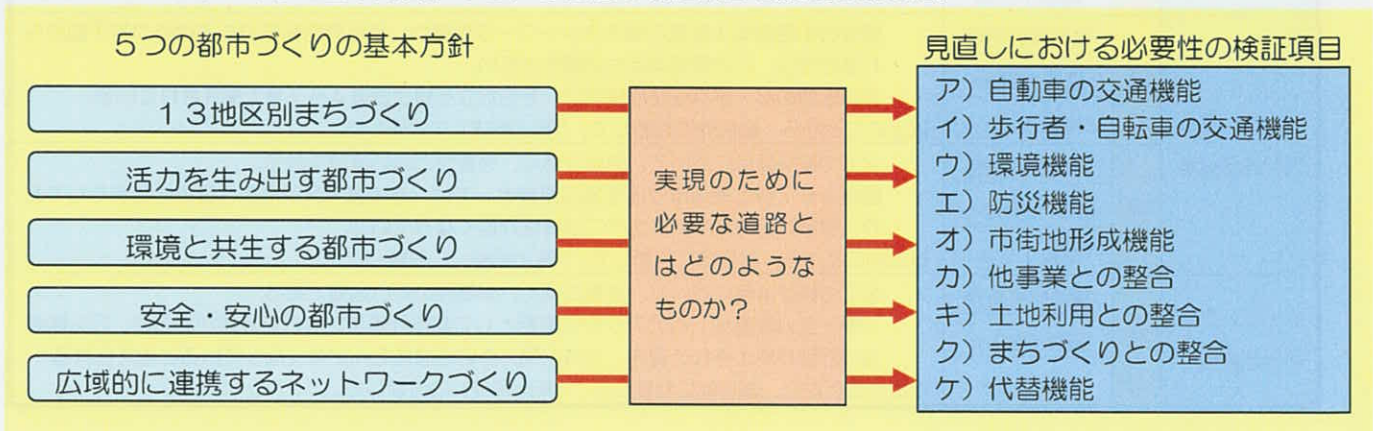 ５つの都市づくりの基本方針
１３地区別まちづくり
活力を生み出す都市づくり
環境と共生する都市づくり
安全・安心の都市づくり
広域的に連携するネットワークづくり
実現のために
必要な道路と
はどのような
ものか？
見直しにおける必要性の検証項目
ア）自動車の交通機能
イ）歩行者・自転車の交通機能
ウ）環境機能
エ）防災機能
オ）市街地形成機能
カ）他事業との整合
キ）土地利用との整合
ク）まちづくりとの整合
ケ）代替機能